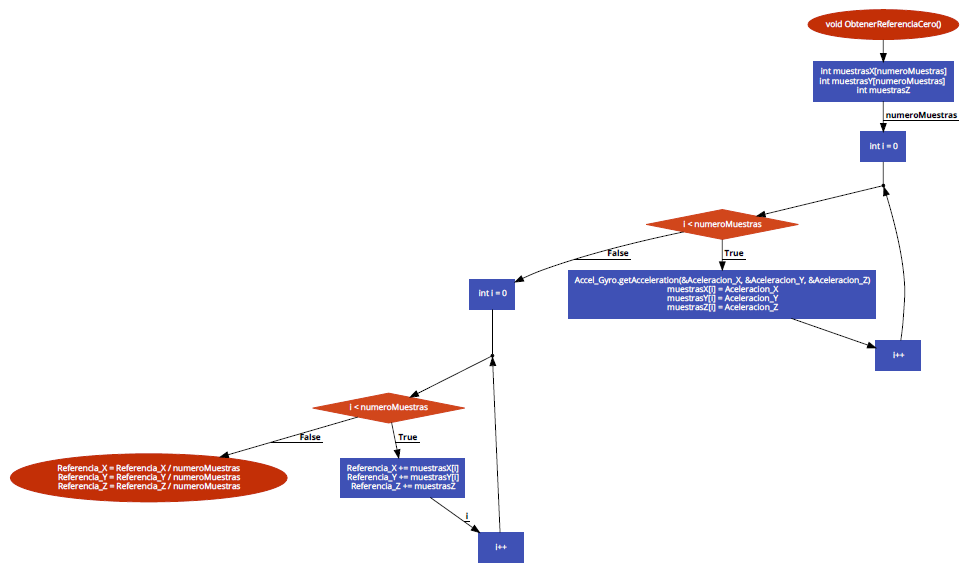 void ObtenerReferenciaCero()
int muestrasX[numeroMuestras]
int muestrasY[numeroMuestras]
int muestrasZ
numeroMuestras
int i = 0
i < numeroMuestras
False
True
Accel_Gyro.getAcceleration(&Aceleracion_X, &Aceleracion_Y, &Aceleracion_Z)
muestrasX[i] = Aceleracion_X
muestrasY[i] = Aceleracion_Y
muestrasZ[i] = Aceleracion_Z
i++
int i = 0
i < numeroMuestras
False
True
Referencia_X = Referencia_X / numeroMuestras
Referencia_Y = Referencia_Y / numeroMuestras
Referencia_Z = Referencia_Z / numeroMuestras
Referencia_X += muestrasX[i]
Referencia_Y += muestrasY[i]
Referencia_Z += muestrasZ
i
i++